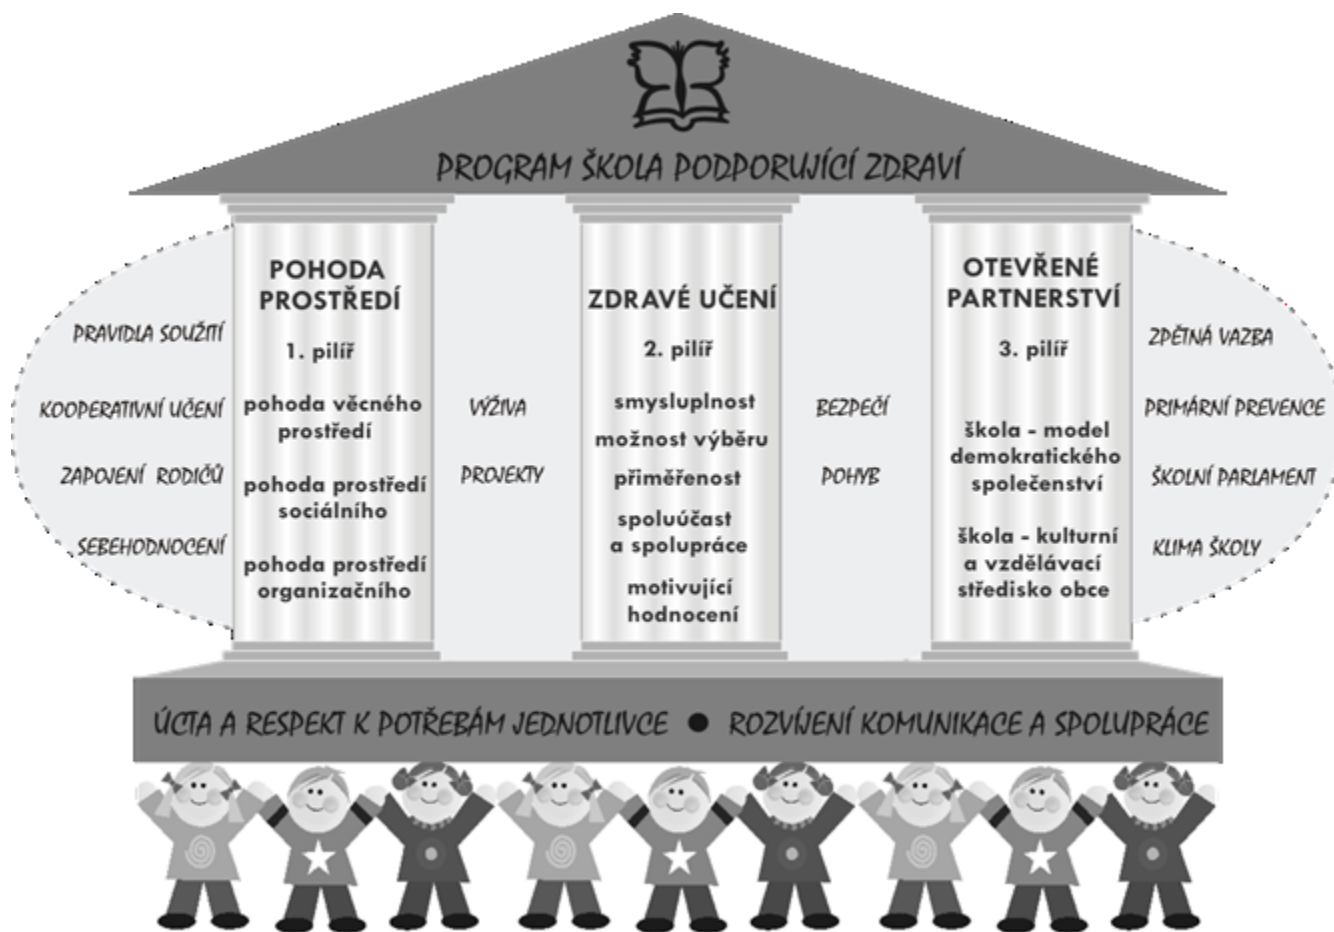 PROGRAM ŠKOLA PODPORUJÍCÍ ZDRAVÍ
PRAVIDLA SOUŽITÍ
KOOPERATIVNÍ UČENÍ
ZAPOJENÍ RODIČŮ
SEBEHODNOCENÍ
POHODA
PROSTŘEDÍ
1. pilíř
pohoda věcného
prostředí
pohoda prostředí
sociálního
pohoda prostředí
organizačního
VÝŽIVA
PROJEKTY
ZDRAVÉ UČENÍ
2. pilíř
smysluplnost
možnost výběru
přiměřenost
spoluúčast
a spolupráce
motivující
hodnocení
BEZPEČÍ
POHYB
OTEVŘENÉ
PARTNERSTVÍ
3. pilíř
škola - model
demokratického
společenství
škola - kulturní
a vzdělávací
středisko obce
ZPĚTNÁ VAZBA
PRIMÁRNÍ PREVENCE
ŠKOLNÍ PARLAMENT
KLIMA ŠKOLY
ÚCTA A RESPEKT K POTŘEBÁM JEDNOTLIVCE ● ROZVÍJENÍ KOMUNIKACE A SPOLUPRÁCE